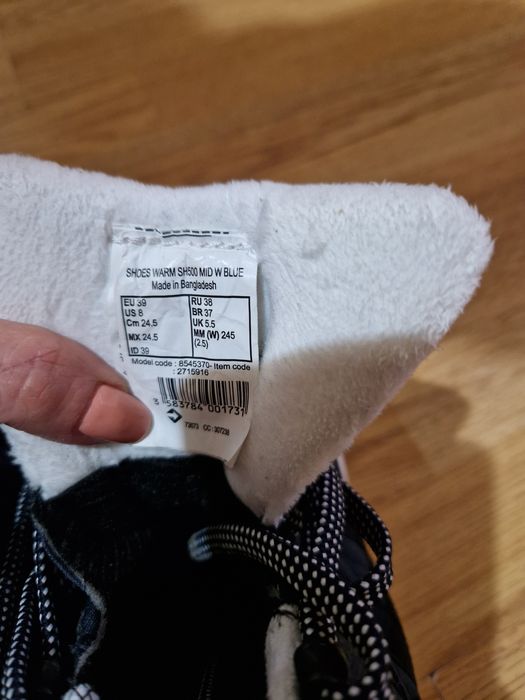 SHOES WARM SH500 MID W BLUE
Made in Bangladesh
EU 39 RU 38
US 8 BR 37
Cm 24.5 UK 5.5
MX 24.5 MM (W) 245
(2.5)
ID 39
Model code : 8545370- Item code
: 2715916
3 583784 001731
73673 CC : 307238